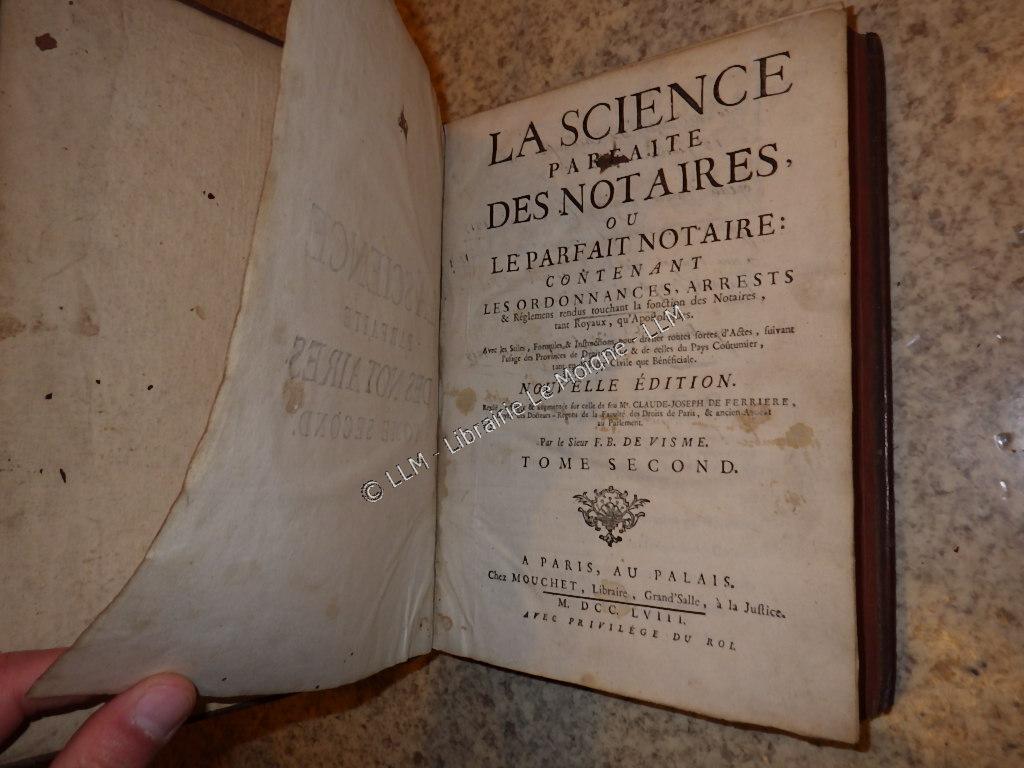 LA SCIENCE
PARFAITE
DES NOTAIRES,
OU
LE PARFAIT NOTAIRE:
CONTENANT
LES ORDONNANCES, ARRESTS
& Réglemens rendus touchant la fonction des Notaires,
tant Royaux, qu'Apostoliques.
Avec les Stiles, Formules, & Instructions pour dresser toutes sortes d'Actes, suivant
l'usage des Provinces de Droit & de celles du Pays Coûtumier,
tant Civile que Bénéficiale.
NOUVELLE ÉDITION.
& augmentée sur celle de feu Me. CLAUDE-JOSEPH DE FERRIERE,
des Docteurs-Régens de la Faculté des Droits de Paris, & ancien Avocat
au Parlement.
Par le Sieur F. B. DE VISME.
TOME SECOND.
A PARIS, AU PALAIS.
Chez MOUCHET, Libraire, Grand'Salle, à la Justice.
M. DCC. LVIII.
AVEC PRIVILÉGE DU ROI.
© LLM - Librairie Le Moigne - LLM